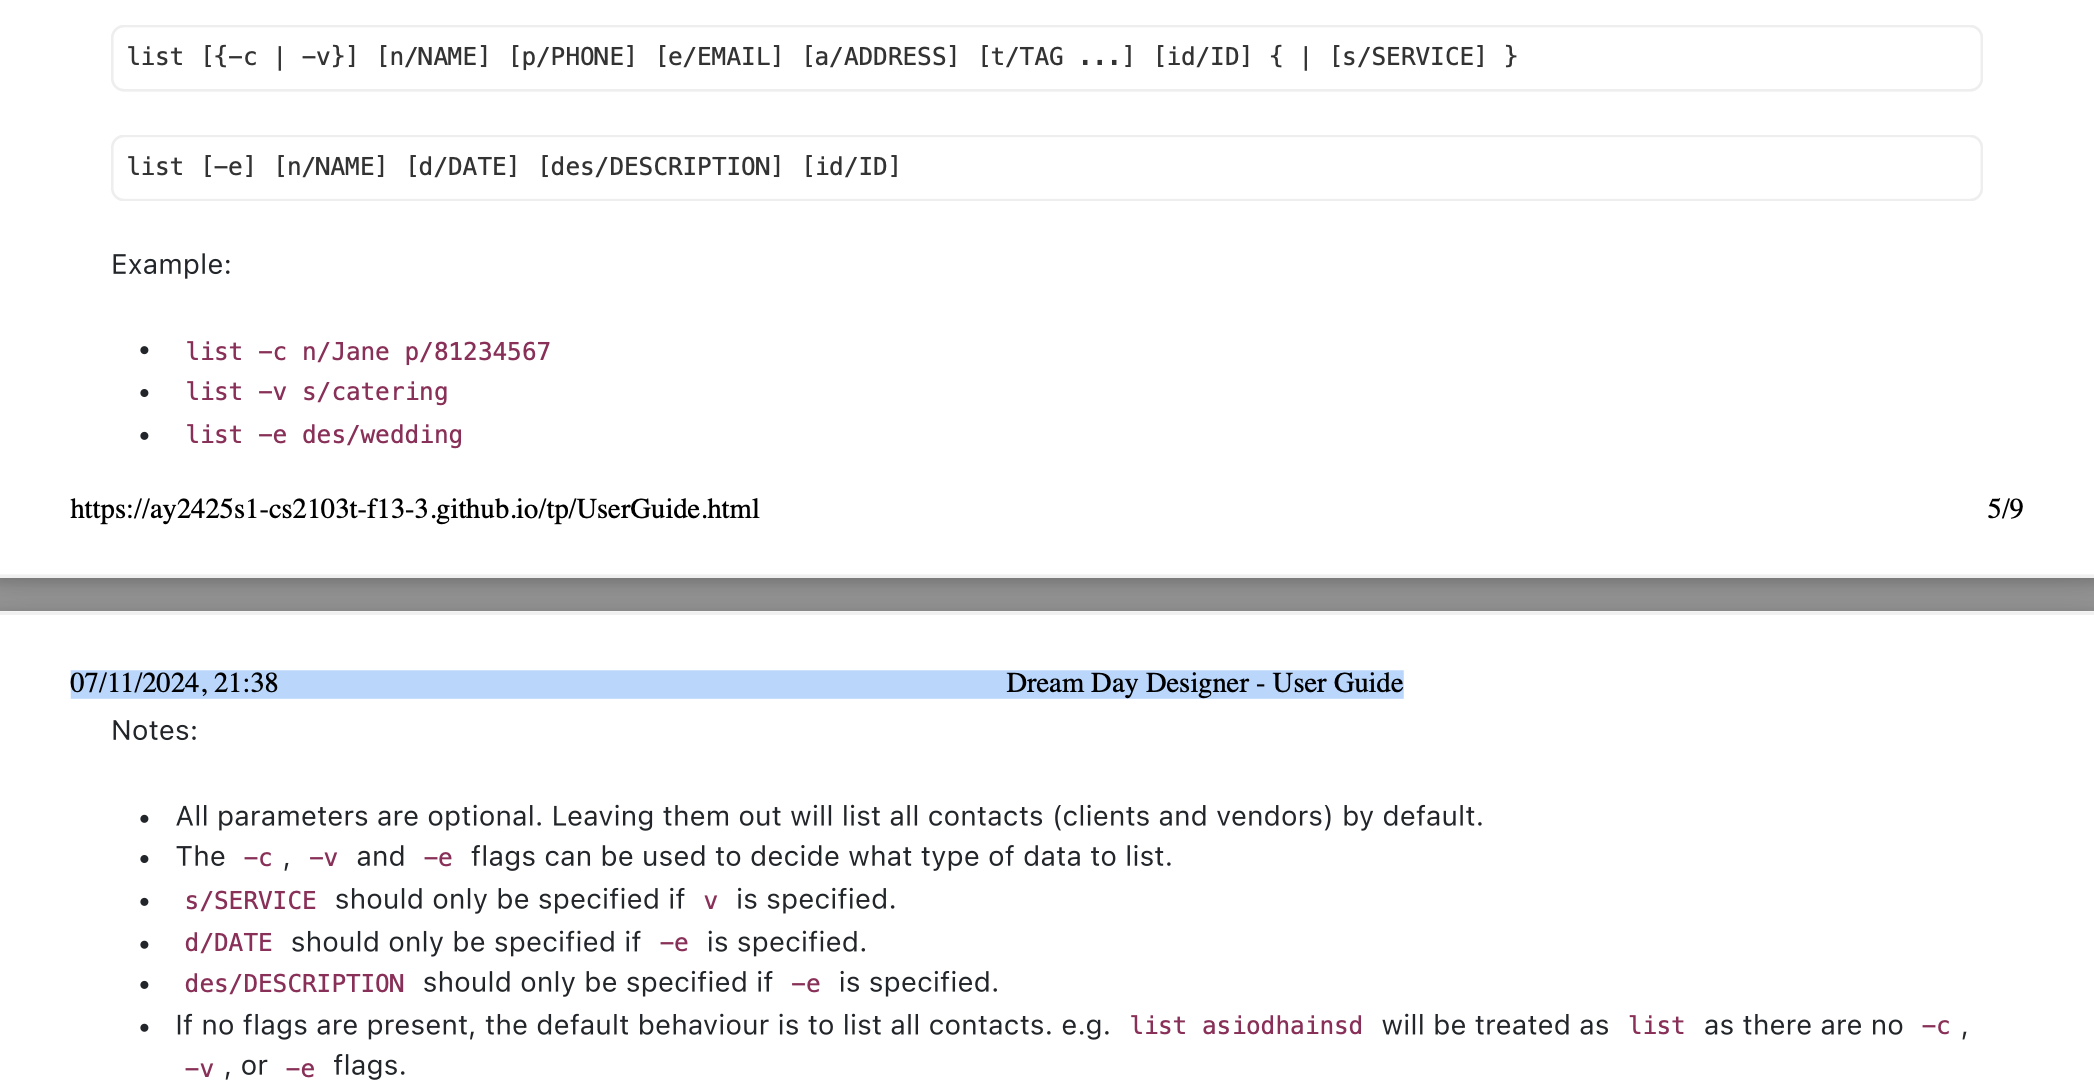 list [{-c | -v}] [n/NAME] [p/PHONE] [e/EMAIL] [a/ADDRESS] [t/TAG ...] [id/ID] { | [s/SERVICE] }
list [-e] [n/NAME] [d/DATE] [des/DESCRIPTION] [id/ID]
Example:
• list -c n/Jane p/81234567
• list -v s/catering
• list -e des/wedding
https://ay2425s1-cs2103t-f13-3.github.io/tp/UserGuide.html 5/9
07/11/2024, 21:38 Dream Day Designer - User Guide
Notes:
• All parameters are optional. Leaving them out will list all contacts (clients and vendors) by default.
• The -c , -v and -e flags can be used to decide what type of data to list.
• s/SERVICE should only be specified if v is specified.
• d/DATE should only be specified if -e is specified.
• des/DESCRIPTION should only be specified if -e is specified.
• If no flags are present, the default behaviour is to list all contacts. e.g. list asiodhainsd will be treated as list as there are no -c ,
-v , or -e flags.